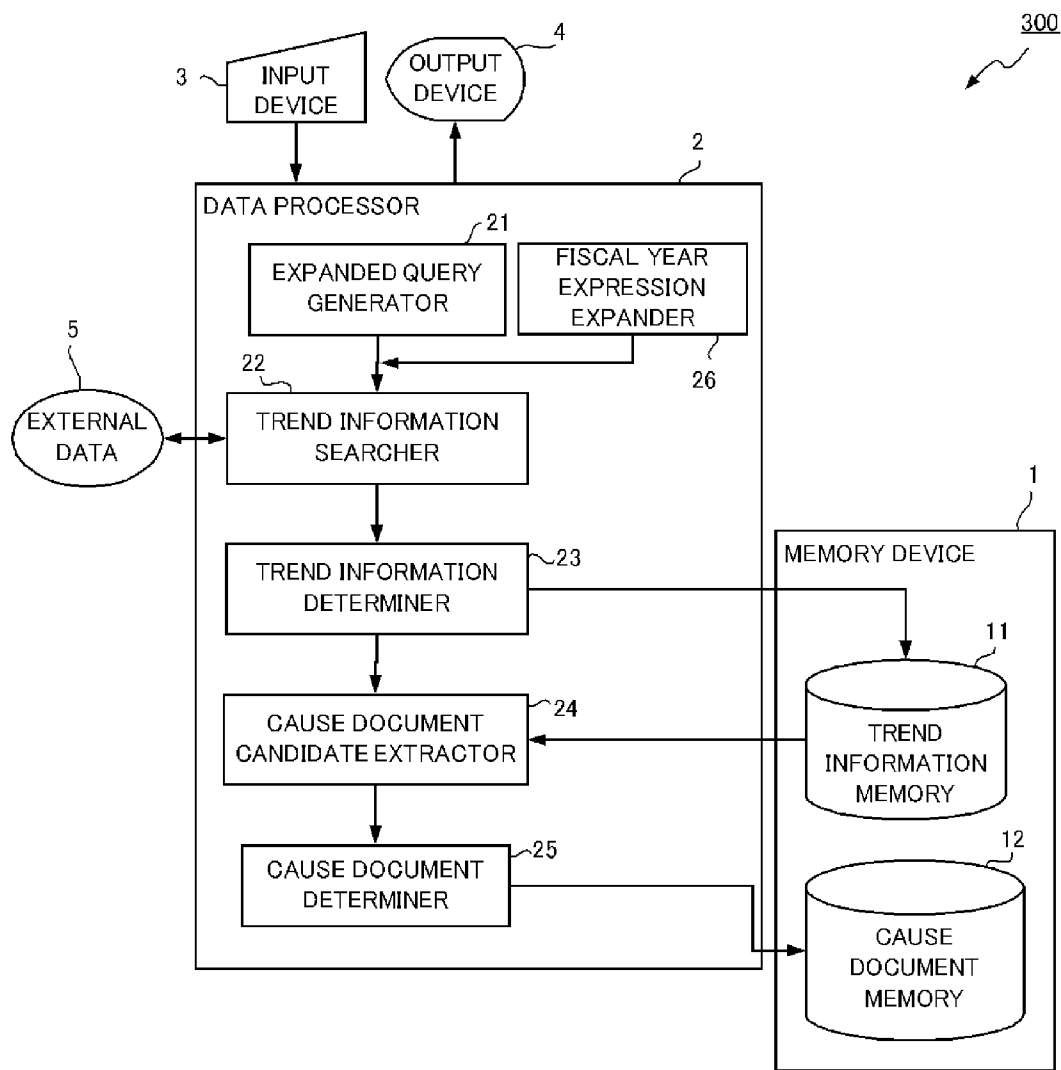 300
3
INPUT
DEVICE
4
OUTPUT
DEVICE
2
DATA PROCESSOR
21
EXPANDED QUERY
GENERATOR
FISCAL YEAR
EXPRESSION
EXPANDER
26
5
EXTERNAL
DATA
22
TREND INFORMATION
SEARCHER
1
MEMORY DEVICE
23
TREND INFORMATION
DETERMINER
11
TREND
INFORMATION
MEMORY
24
CAUSE DOCUMENT
CANDIDATE EXTRACTOR
25
CAUSE DOCUMENT
DETERMINER
12
CAUSE
DOCUMENT
MEMORY